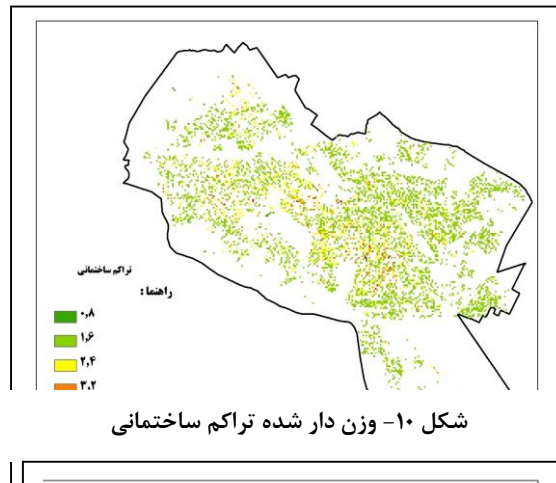 تراکم ساختمانی
راهنما :
۰,۸
۱,۶
۲,۴
۳,۲
شکل ۱۰- وزن دار شده تراکم ساختمانی